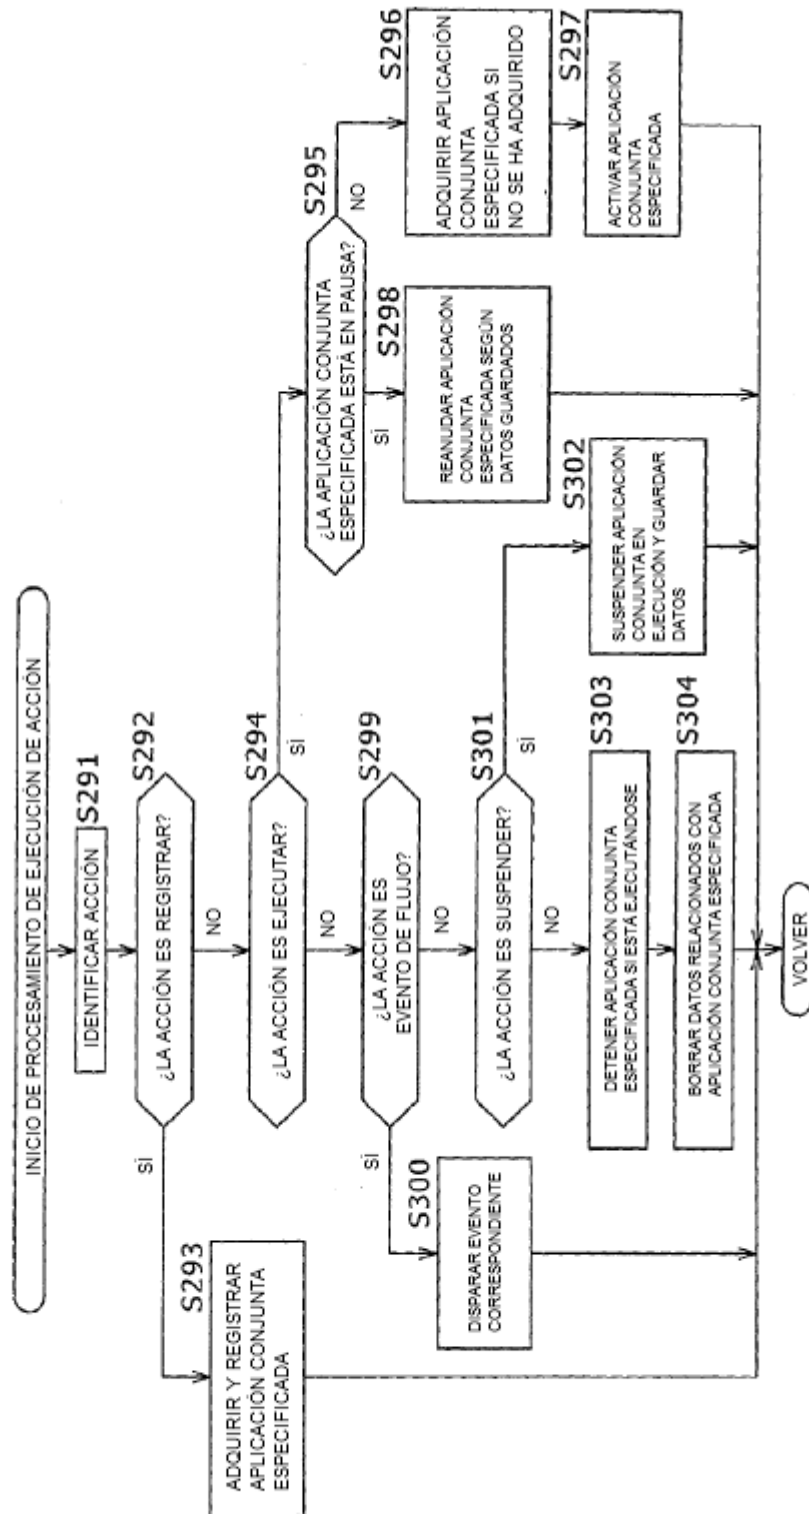 INICIO DE PROCESAMIENTO DE EJECUCIÓN DE ACCIÓN
S291
IDENTIFICAR ACCIÓN
S292
¿LA ACCIÓN ES REGISTRAR?
SÍ
NO
S293
ADQUIRIR Y REGISTRAR
APLICACIÓN CONJUNTA
ESPECIFICADA
S294
¿LA ACCIÓN ES EJECUTAR?
SÍ
NO
S295
¿LA APLICACIÓN CONJUNTA
ESPECIFICADA ESTÁ EN PAUSA?
NO
SÍ
S296
ADQUIRIR APLICACIÓN
CONJUNTA
ESPECIFICADA SI
NO SE HA ADQUIRIDO
S297
ACTIVAR APLICACIÓN
CONJUNTA
ESPECIFICADA
S298
REANUDAR APLICACIÓN
CONJUNTA
ESPECIFICADA SEGÚN
DATOS GUARDADOS
S299
¿LA ACCIÓN ES
EVENTO DE FLUJO?
SÍ
NO
S300
DISPARAR EVENTO
CORRESPONDIENTE
S301
¿LA ACCIÓN ES SUSPENDER?
SÍ
NO
S302
SUSPENDER APLICACIÓN
CONJUNTA EN
EJECUCIÓN Y GUARDAR
DATOS
S303
DETENER APLICACIÓN CONJUNTA
ESPECIFICADA SI ESTÁ EJECUTÁNDOSE
S304
BORRAR DATOS RELACIONADOS CON
APLICACIÓN CONJUNTA ESPECIFICADA
VOLVER